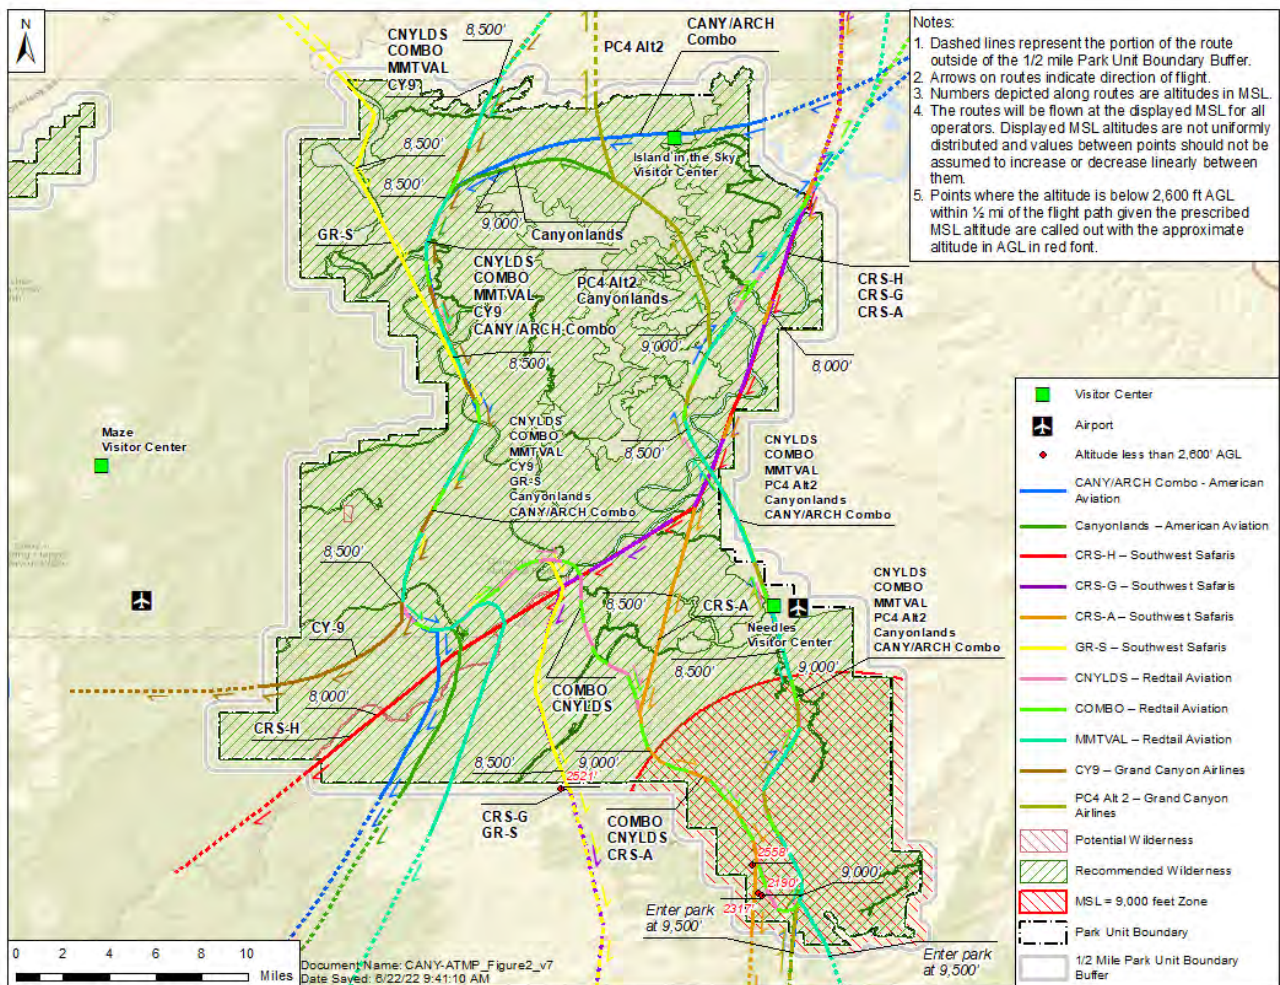 N
CNYLDS
COMBO
MMTVAL
CY9
8,500'
PC4 Alt2
CANY/ARCH
Combo
Notes:
1. Dashed lines represent the portion of the route
outside of the 1/2 mile Park Unit Boundary Buffer.
2. Arrows on routes indicate direction of flight.
3. Numbers depicted along routes are altitudes in MSL.
4. The routes will be flown at the displayed MSL for all
operators. Displayed MSL altitudes are not uniformly
distributed and values between points should not be
assumed to increase or decrease linearly between
them.
5. Points where the altitude is below 2,600 ft AGL
within ½ mi of the flight path given the prescribed
MSL altitude are called out with the approximate
altitude in AGL in red font.
8,500'
8,500'
Island in the Sky
Visitor Center
9,000'
GR-S
Canyonlands
CNYLDS
COMBO
MMTVAL
CY9
CANY/ARCH Combo
PC4 Alt2
Canyonlands
CRS-H
CRS-G
CRS-A
9,000'
8,500'
8,000'
Maze
Visitor Center
CNYLDS
COMBO
MMTVAL
CY9
GR-S
Canyonlands
CANY/ARCH Combo
8,500'
CNYLDS
COMBO
MMTVAL
PC4 Alt2
Canyonlands
CANY/ARCH Combo
8,500'
8,500'
CRS-A
Needles
Visitor Center
CNYLDS
COMBO
MMTVAL
PC4 Alt2
Canyonlands
CANY/ARCH Combo
CY-9
8,500'
9,000'
8,000'
COMBO
CNYLDS
CRS-H
8,500'
9,000'
2521'
CRS-G
GR-S
COMBO
CNYLDS
CRS-A
2558'
2190'
9,000'
2317'
Enter park
at 9,500'
Enter park
at 9,500'
Visitor Center
Airport
Altitude less than 2,600' AGL
CANY/ARCH Combo - American
Aviation
Canyonlands – American Aviation
CRS-H – Southwest Safaris
CRS-G – Southwest Safaris
CRS-A – Southwest Safaris
GR-S – Southwest Safaris
CNYLDS – Redtail Aviation
COMBO – Redtail Aviation
MMTVAL – Redtail Aviation
CY9 – Grand Canyon Airlines
PC4 Alt 2 – Grand Canyon
Airlines
Potential Wilderness
Recommended Wilderness
MSL = 9,000 feet Zone
Park Unit Boundary
1/2 Mile Park Unit Boundary
Buffer
0 2 4 6 8 10
Miles
Document Name: CANY-ATMP_Figure2_v7
Date Saved: 6/22/22 9:41:10 AM